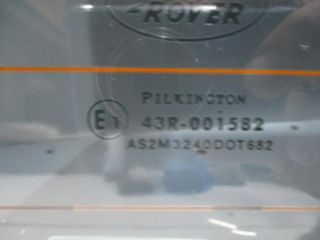 -ROVER
PILKINGTON
E1 43R-001582
AS2M3240DOT682